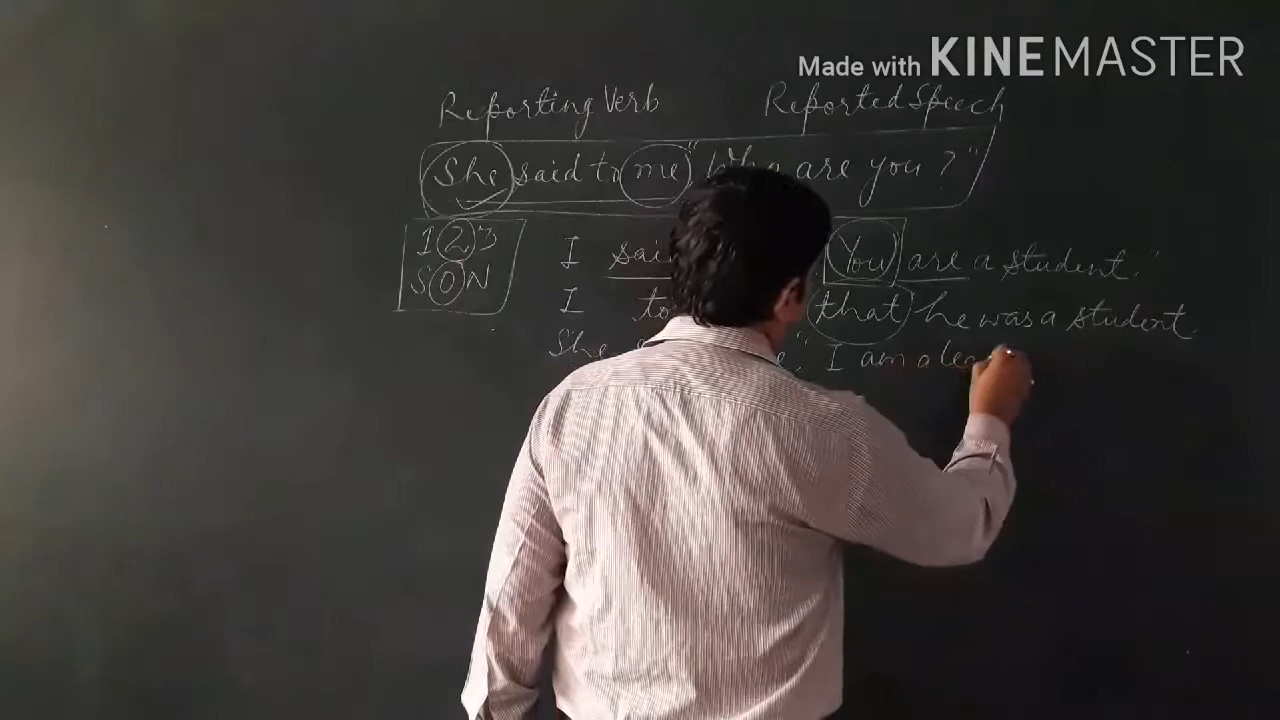 Made with KINEMASTER
Reporting Verb Reported Speech
She said to me " are you ? "
1 2 3 I You are a student. "
S O N I that he was a student.
She " I am a